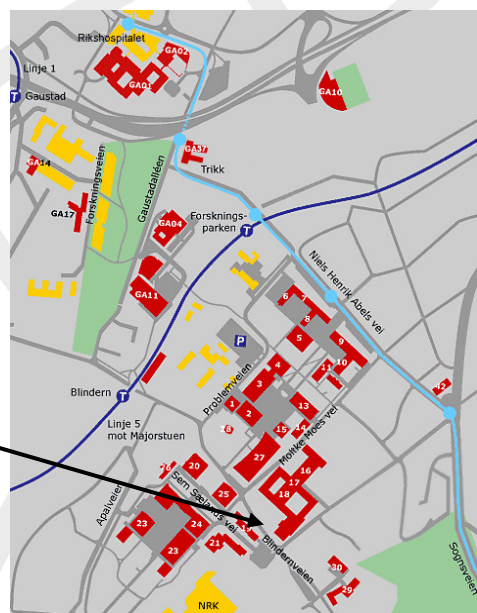 Rikshospitalet
GA02
GA01
Linje 1
T
Gaustad
GA10
GA14
GA17
Forskningsveien
Gaustadalléen
GA37
Trikk
GA04
Forsknings-
parken
T
GA11
Niels Henrik Abels vei
6
7
8
5
9
10
11
P
4
3
Problemveien
Blindern
T
1
2
13
42
Linje 5
mot Majorstuen
28
15
14
Moltke Moes vei
27
16
17
18
26
20
25
Sem Sælands vei
Apalveien
23
24
19
21
23
Blindernveien
30
29
Sognsveien
NRK